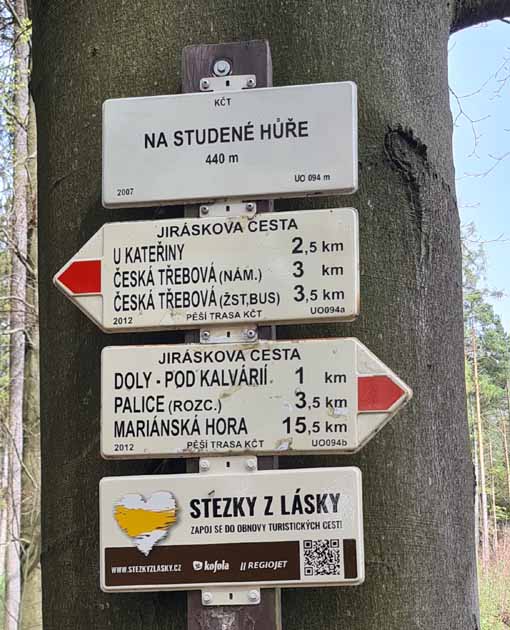 KČT
NA STUDENÉ HŮŘE
440 m
2007 UO 094 m
JIRÁSKOVA CESTA
U KATEŘINY 2,5 km
ČESKÁ TŘEBOVÁ (NÁM.) 3 km
ČESKÁ TŘEBOVÁ (ŽST,BUS) 3,5 km
2012 PĚŠÍ TRASA KČT UO094a
JIRÁSKOVA CESTA
DOLY - POD KALVÁRIÍ 1 km
PALICE (ROZC.) 3,5 km
MARIÁNSKÁ HORA 15,5 km
2012 PĚŠÍ TRASA KČT UO094b
STEZKY Z LÁSKY
ZAPOJ SE DO OBNOVY TURISTICKÝCH CEST!
WWW.STEZKYZLÁSKY.CZ kofola // REGIOJET